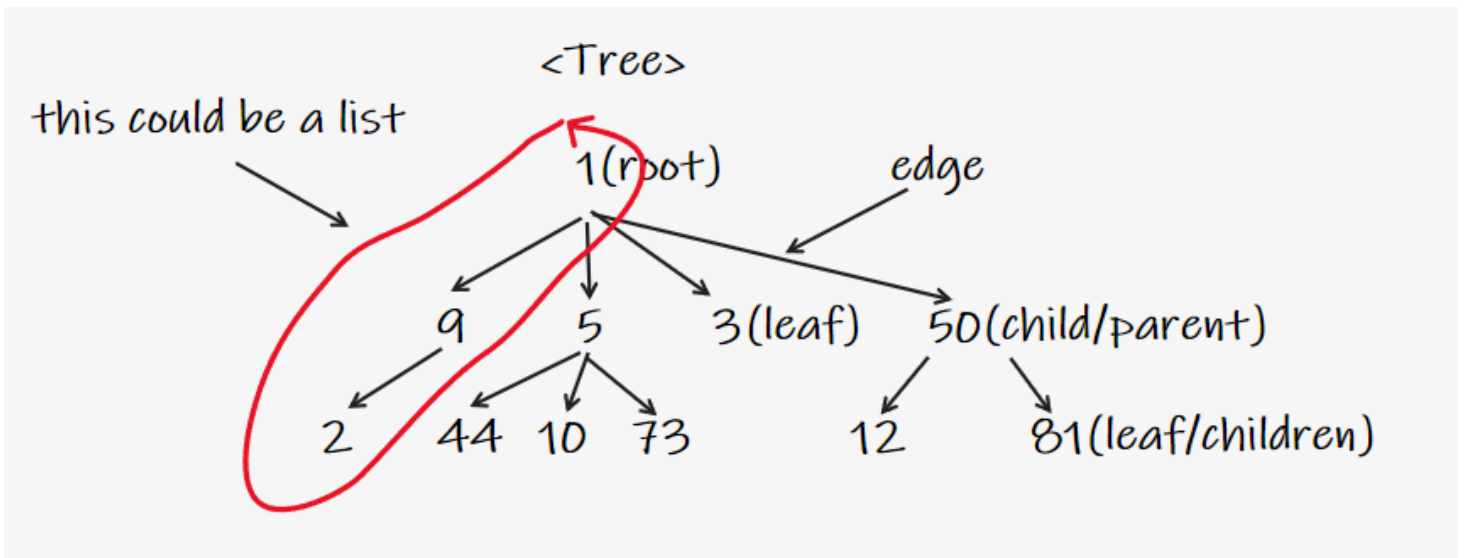 <Tree>
this could be a list
1(root)
edge
9 5 3(leaf) 50(child/parent)
2 44 10 73 12 81(leaf/children)